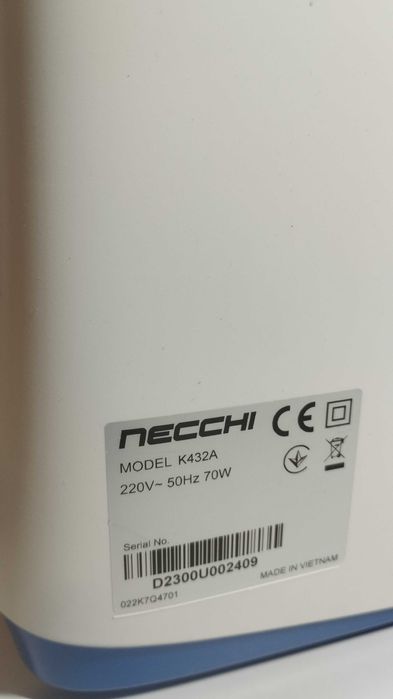 NECCHI
MODEL K432A
220V~ 50Hz 70W
Serial No.
D2300U002409
MADE IN VIETNAM
022K7Q4701